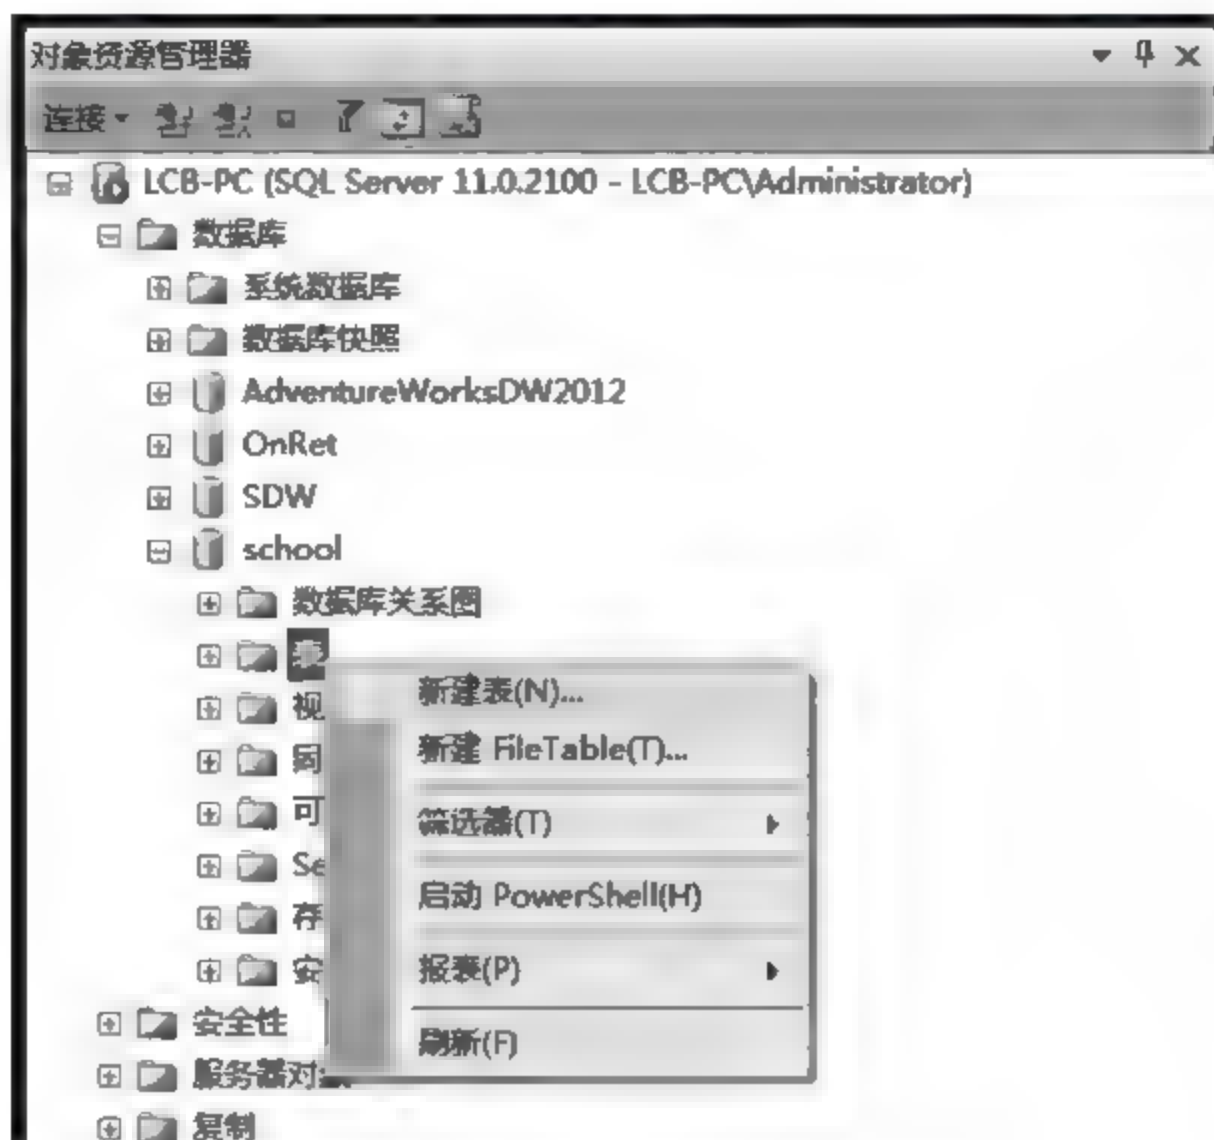 对象资源管理器
连接
LCB-PC (SQL Server 11.0.2100 - LCB-PC\Administrator)
数据库
系统数据库
数据库快照
AdventureWorksDW2012
OnRet
SDW
school
数据库关系图
表
新建表(N)...
视
新建 FileTable(T)...
同
可
筛选器(T)
Se
启动 PowerShell(H)
存
安
报表(P)
安全性
刷新(F)
服务器对象
复制